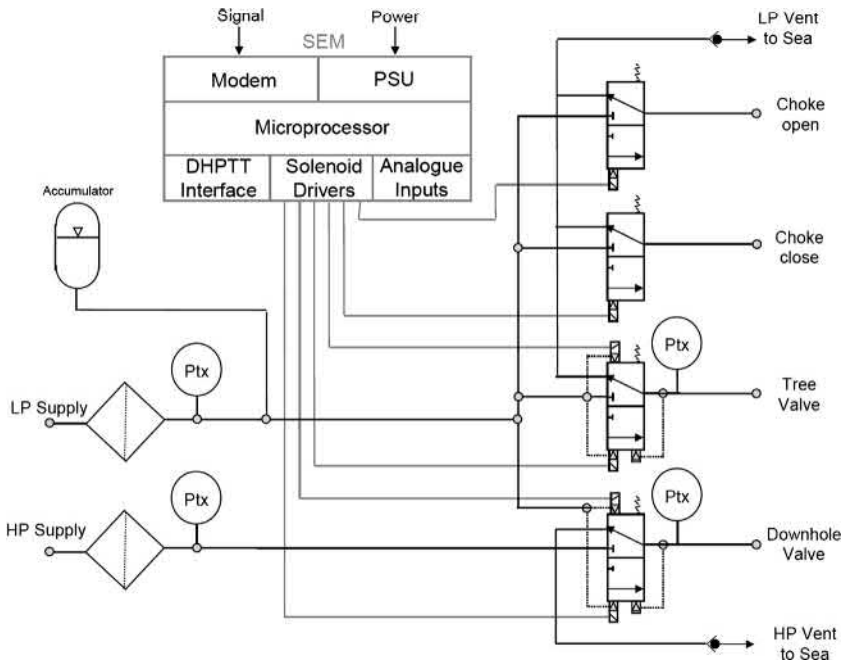 Signal
Power
SEM
LP Vent
to Sea
Modem
PSU
Choke
open
Microprocessor
DHPTT
Interface
Solenoid
Drivers
Analogue
Inputs
Accumulator
Choke
close
Ptx
Ptx
LP Supply
Tree
Valve
Ptx
Ptx
HP Supply
Downhole
Valve
HP Vent
to Sea